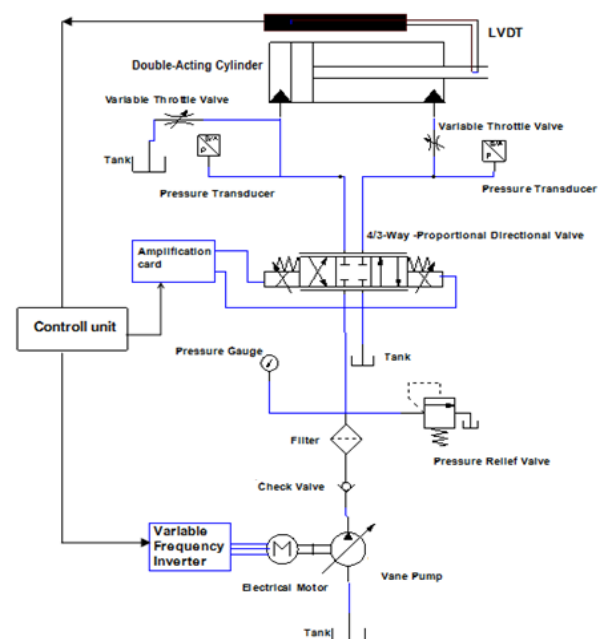 LVDT
Double-Acting Cylinder
Variable Throttle Valve
Variable Throttle Valve
P
P
Tank
Pressure Transducer
Pressure Transducer
4/3-Way -Proportional Directional Valve
Amplification
card
Controll unit
Pressure Gauge
Tank
Filter
Pressure Relief Valve
Check Valve
Variable
Frequency
Inverter
M
Electrical Motor
Vane Pump
Tank